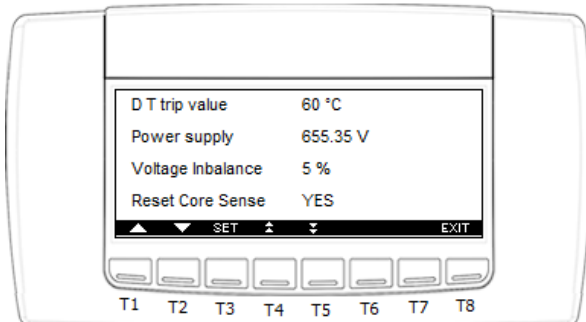 D T trip value 60 °C
Power supply 655.35 V
Voltage Inbalance 5 %
Reset Core Sense YES
SET EXIT
T1 T2 T3 T4 T5 T6 T7 T8